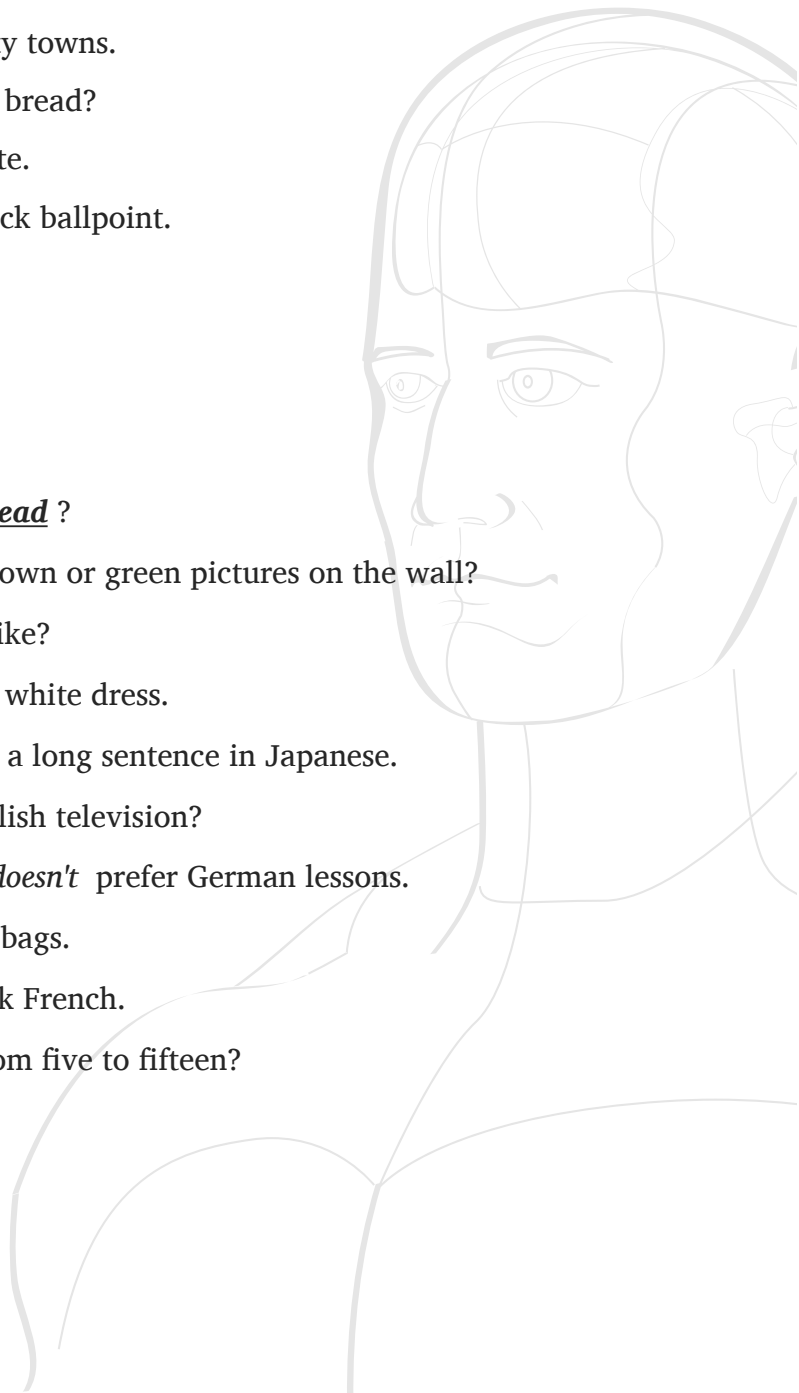 y towns.
bread?
te.
ck ballpoint.
ead ?
own or green pictures on the wall?
ike?
white dress.
a long sentence in Japanese.
lish television?
doesn't prefer German lessons.
bags.
k French.
om five to fifteen?